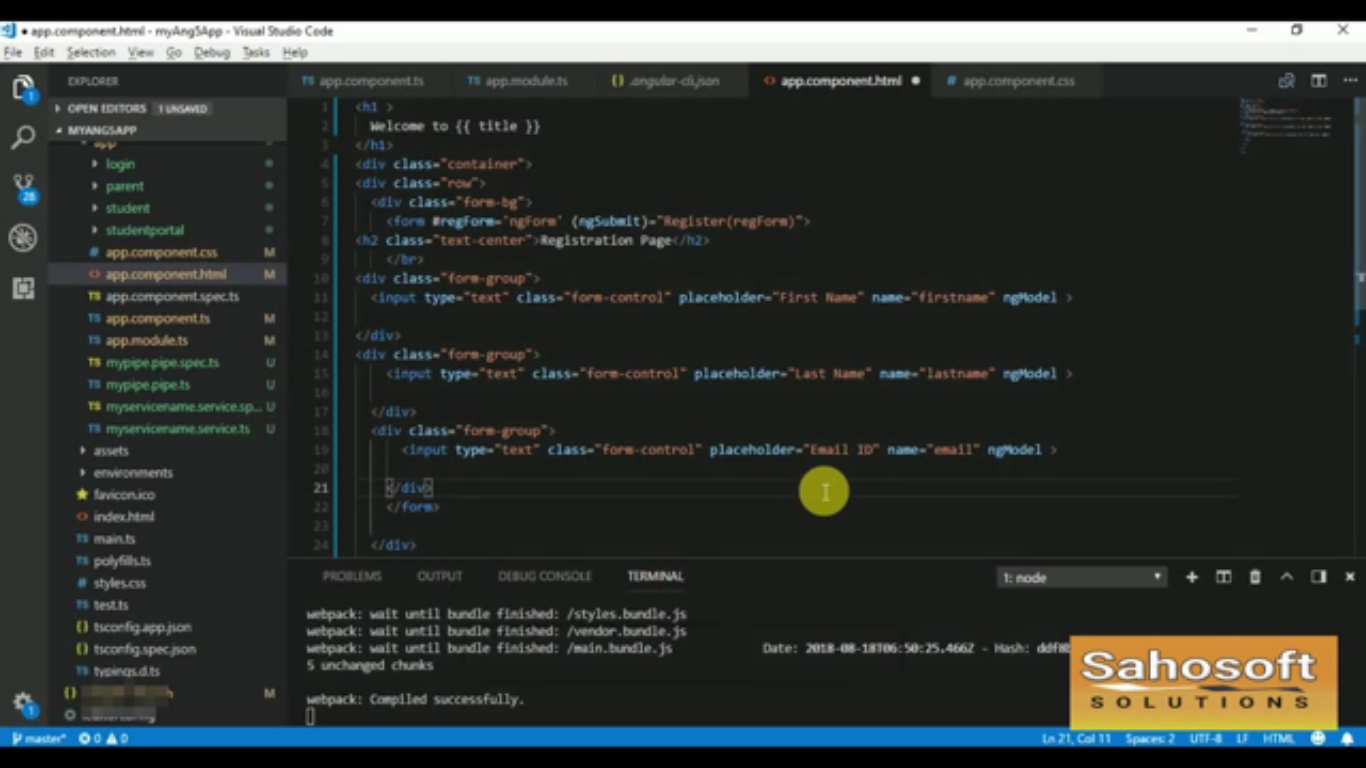 app.component.html - myAng5App - Visual Studio Code
File Edit Selection View Go Debug Tasks Help
EXPLORER
OPEN EDITORS 1 UNSAVED
MYANG5APP
app
login
parent
student
studentportal
app.component.css M
app.component.html M
app.component.spec.ts
app.component.ts M
app.module.ts M
mypipe.pipe.spec.ts U
mypipe.pipe.ts U
myservicename.service.sp... U
myservicename.service.ts U
assets
environments
favicon.ico
index.html
main.ts
polyfills.ts
styles.css
test.ts
tsconfig.app.json
tsconfig.spec.json
typings.d.ts
M
app.component.ts app.module.ts .angular-cli.json app.component.html app.component.css
1 <h1 >
2 Welcome to {{ title }}
3 </h1>
4 <div class="container">
5 <div class="row">
6 <div class="form-bg">
7 <form #regForm='ngForm' (ngSubmit)="Register(regForm)">
8 <h2 class="text-center">Registration Page</h2>
9 </br>
10 <div class="form-group">
11 <input type="text" class="form-control" placeholder="First Name" name="firstname" ngModel >
12
13 </div>
14 <div class="form-group">
15 <input type="text" class="form-control" placeholder="Last Name" name="lastname" ngModel >
16
17 </div>
18 <div class="form-group">
19 <input type="text" class="form-control" placeholder="Email ID" name="email" ngModel >
20
21 </div>
22 </form>
23
24 </div>
PROBLEMS OUTPUT DEBUG CONSOLE TERMINAL 1: node
webpack: wait until bundle finished: /styles.bundle.js
webpack: wait until bundle finished: /vendor.bundle.js
webpack: wait until bundle finished: /main.bundle.js Date: 2018-08-18T06:50:25.466Z - Hash:
5 unchanged chunks
webpack: Compiled successfully.
Sahosoft
SOLUTIONS
master* 0 0 Ln 21, Col 11 Spaces: 2 UTF-8 LF HTML